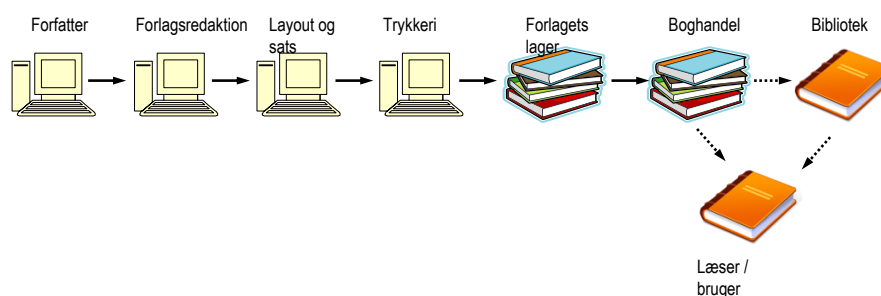 Forfatter
Forlagsredaktion
Layout og
sats
Trykkeri
Forlagets
lager
Boghandel
Bibliotek
Læser /
bruger